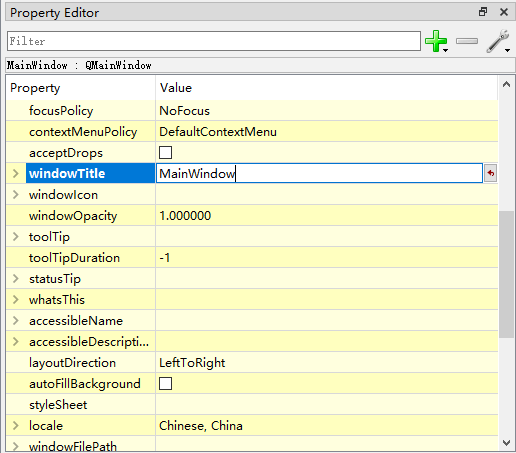 Property Editor
Filter
MainWindow : QMainWindow
Property Value
focusPolicy NoFocus
contextMenuPolicy DefaultContextMenu
acceptDrops
windowTitle MainWindow
windowIcon
windowOpacity 1.000000
toolTip
toolTipDuration -1
statusTip
whatsThis
accessibleName
accessibleDescripti...
layoutDirection LeftToRight
autoFillBackground
styleSheet
locale Chinese, China
windowFilePath